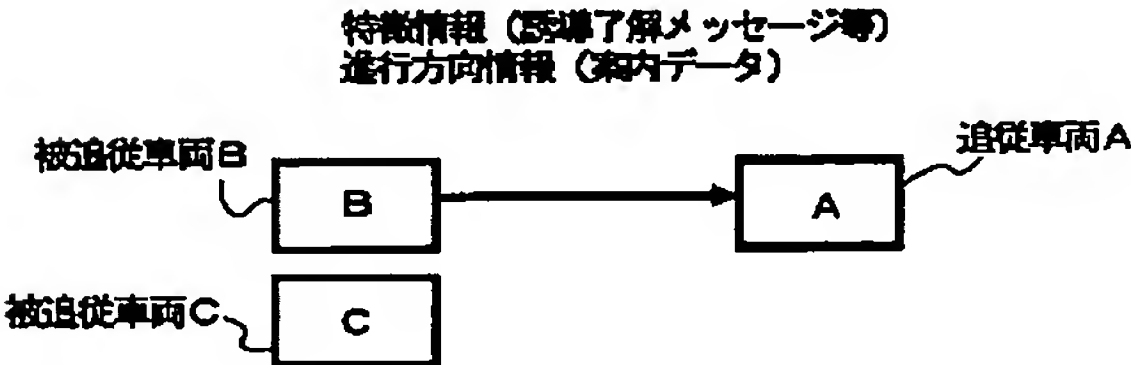 特徴情報（誘導了解メッセージ等）
進行方向情報（案内データ）
被追従車両B
追従車両A
B
A
被追従車両C
C